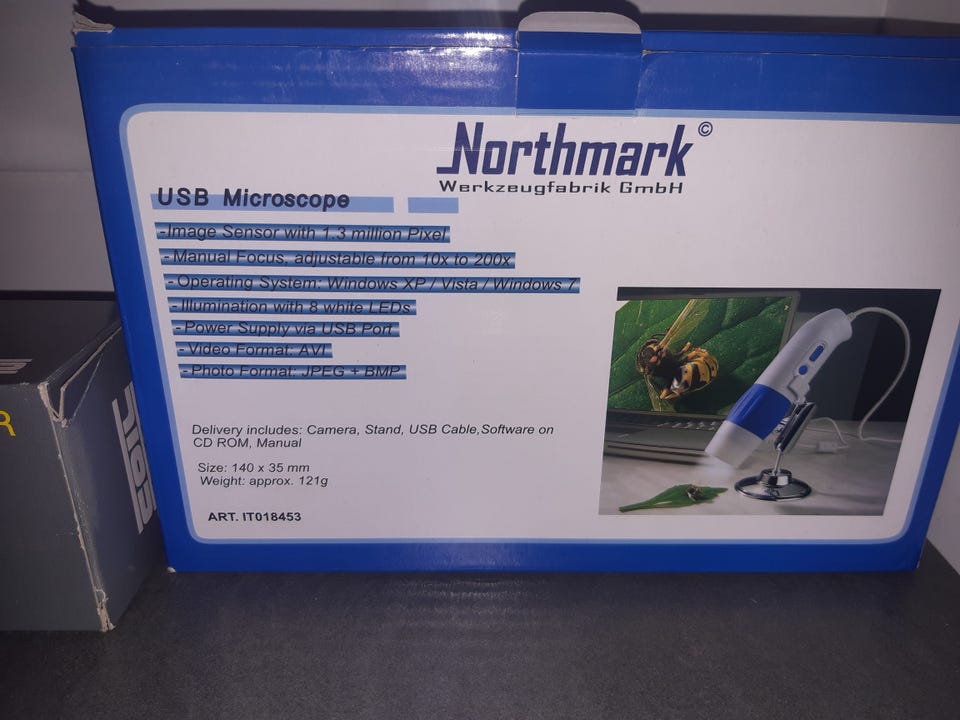 Northmark©
Werkzeugfabrik GmbH
USB Microscope
-Image Sensor with 1.3 million Pixel
- Manual Focus, adjustable from 10x to 200x
- Operating System: Windows XP / Vista / Windows 7
- Illumination with 8 white LEDs
- Power Supply via USB Port
- Video Format: AVI
- Photo Format: JPEG + BMP
Delivery includes: Camera, Stand, USB Cable,Software on
CD ROM, Manual
Size: 140 x 35 mm
Weight: approx. 121g
ART. IT018453
R